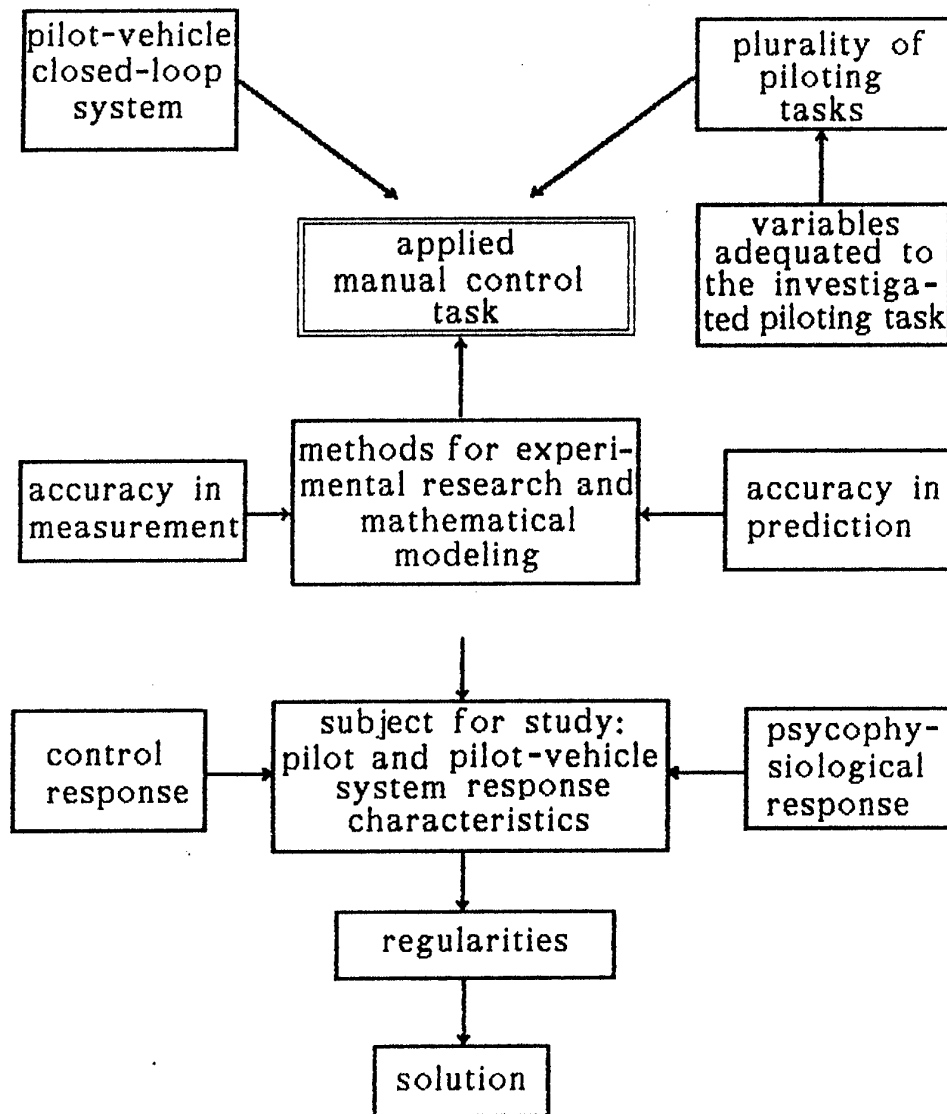 pilot-vehicle
closed-loop
system
plurality of
piloting
tasks
applied
manual control
task
variables
adequated to
the investiga-
ted piloting task
methods for experi-
mental research and
mathematical
modeling
accuracy in
measurement
accuracy in
prediction
subject for study:
pilot and pilot-vehicle
system response
characteristics
control
response
psycophy-
siological
response
regularities
solution